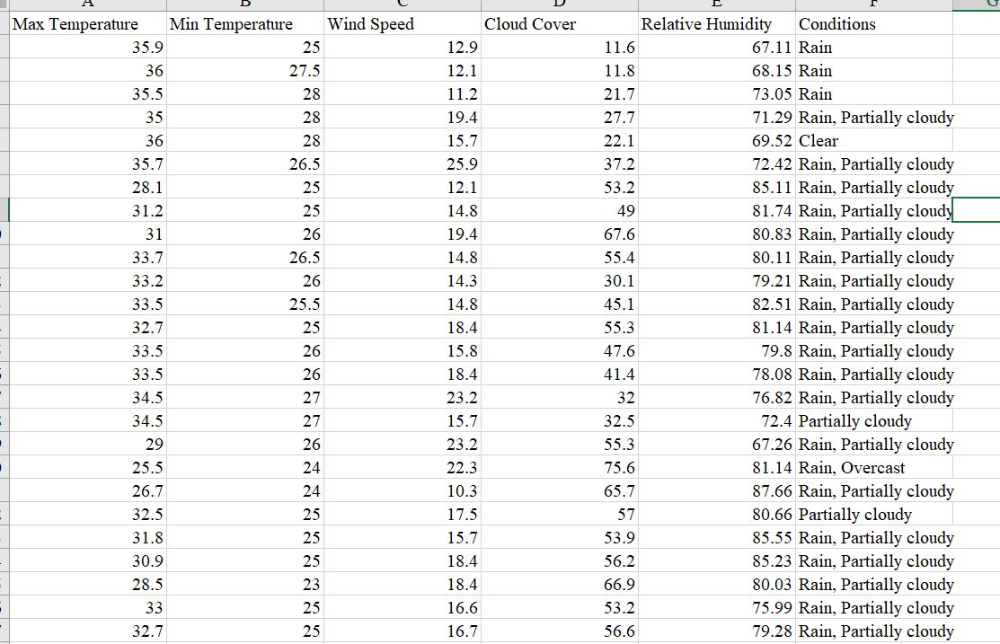 A B C D E F G
Max Temperature Min Temperature Wind Speed Cloud Cover Relative Humidity Conditions
35.9 25 12.9 11.6 67.11 Rain
36 27.5 12.1 11.8 68.15 Rain
35.5 28 11.2 21.7 73.05 Rain
35 28 19.4 27.7 71.29 Rain, Partially cloudy
36 28 15.7 22.1 69.52 Clear
35.7 26.5 25.9 37.2 72.42 Rain, Partially cloudy
28.1 25 12.1 53.2 85.11 Rain, Partially cloudy
31.2 25 14.8 49 81.74 Rain, Partially cloudy
31 26 19.4 67.6 80.83 Rain, Partially cloudy
33.7 26.5 14.8 55.4 80.11 Rain, Partially cloudy
33.2 26 14.3 30.1 79.21 Rain, Partially cloudy
33.5 25.5 14.8 45.1 82.51 Rain, Partially cloudy
32.7 25 18.4 55.3 81.14 Rain, Partially cloudy
33.5 26 15.8 47.6 79.8 Rain, Partially cloudy
33.5 26 18.4 41.4 78.08 Rain, Partially cloudy
34.5 27 23.2 32 76.82 Rain, Partially cloudy
34.5 27 15.7 32.5 72.4 Partially cloudy
29 26 23.2 55.3 67.26 Rain, Partially cloudy
25.5 24 22.3 75.6 81.14 Rain, Overcast
26.7 24 10.3 65.7 87.66 Rain, Partially cloudy
32.5 25 17.5 57 80.66 Partially cloudy
31.8 25 15.7 53.9 85.55 Rain, Partially cloudy
30.9 25 18.4 56.2 85.23 Rain, Partially cloudy
28.5 23 18.4 66.9 80.03 Rain, Partially cloudy
33 25 16.6 53.2 75.99 Rain, Partially cloudy
32.7 25 16.7 56.6 79.28 Rain, Partially cloudy